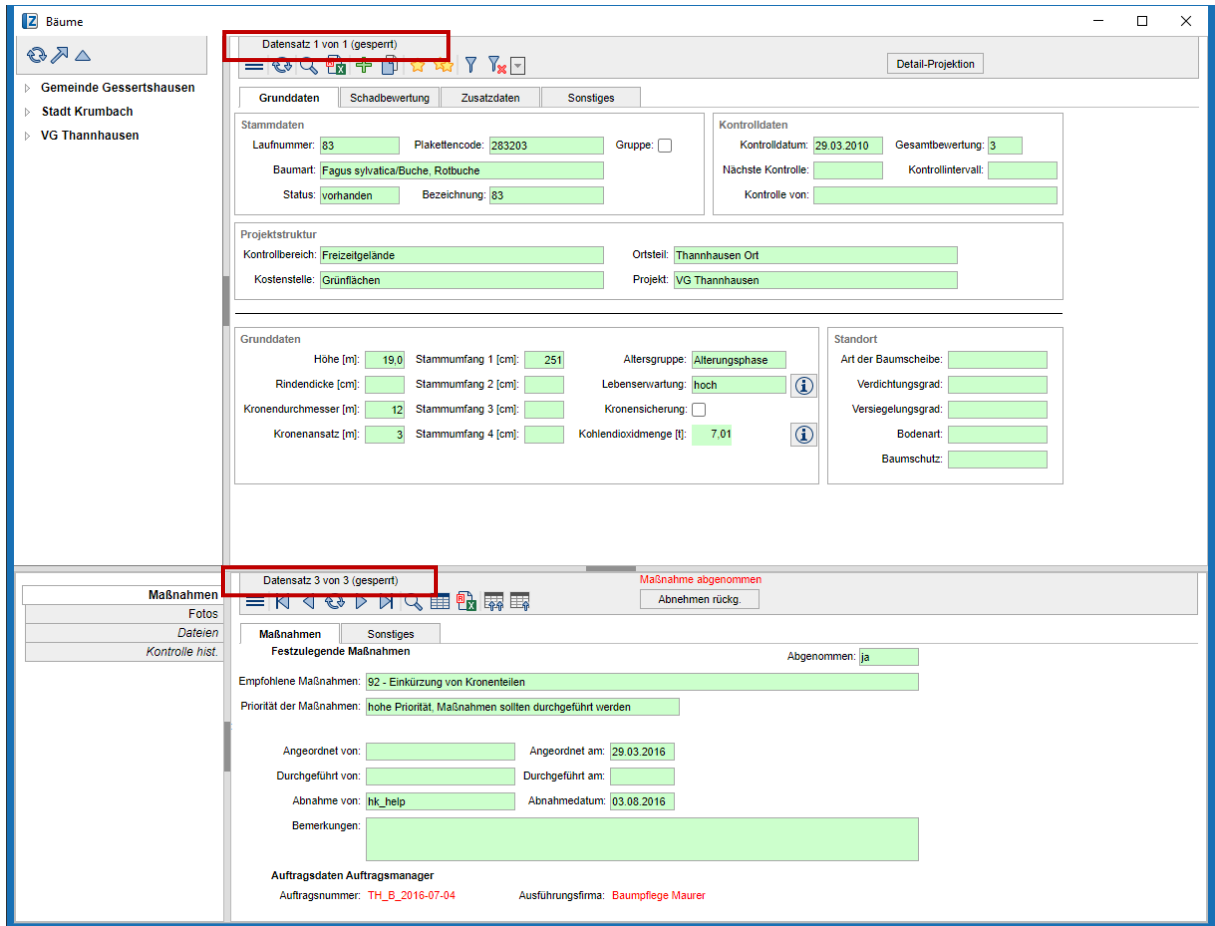 Bäume
Datensatz 1 von 1 (gesperrt)
Detail-Projektion
Gemeinde Gessertshausen
Stadt Krumbach
VG Thannhausen
Grunddaten Schadbewertung Zusatzdaten Sonstiges
Stammdaten
Laufnummer: 83 Plakettencode: 283203 Gruppe:
Baumart: Fagus sylvatica/Buche, Rotbuche
Status: vorhanden Bezeichnung: 83
Kontrolldaten
Kontrolldatum: 29.03.2010 Gesamtbewertung: 3
Nächste Kontrolle: Kontrollintervall:
Kontrolle von:
Projektstruktur
Kontrollbereich: Freizeitgelände Ortsteil: Thannhausen Ort
Kostenstelle: Grünflächen Projekt: VG Thannhausen
Grunddaten
Höhe [m]: 19,0 Stammumfang 1 [cm]: 251 Altersgruppe: Alterungsphase
Rindendicke [cm]: Stammumfang 2 [cm]: Lebenserwartung: hoch
Kronendurchmesser [m]: 12 Stammumfang 3 [cm]: Kronensicherung:
Kronenansatz [m]: 3 Stammumfang 4 [cm]: Kohlendioxidmenge [t]: 7,01
Standort
Art der Baumscheibe:
Verdichtungsgrad:
Versiegelungsgrad:
Bodenart:
Baumschutz:
Maßnahmen
Fotos
Dateien
Kontrolle hist.
Datensatz 3 von 3 (gesperrt)
Maßnahme abgenommen
Abnehmen rückg.
Maßnahmen Sonstiges
Festzulegende Maßnahmen
Abgenommen: ja
Empfohlene Maßnahmen: 92 - Einkürzung von Kronenteilen
Priorität der Maßnahmen: hohe Priorität, Maßnahmen sollten durchgeführt werden
Angeordnet von: Angeordnet am: 29.03.2016
Durchgeführt von: Durchgeführt am:
Abnahme von: hk_help Abnahmedatum: 03.08.2016
Bemerkungen:
Auftragsdaten Auftragsmanager
Auftragsnummer: TH_B_2016-07-04 Ausführungsfirma: Baumpflege Maurer